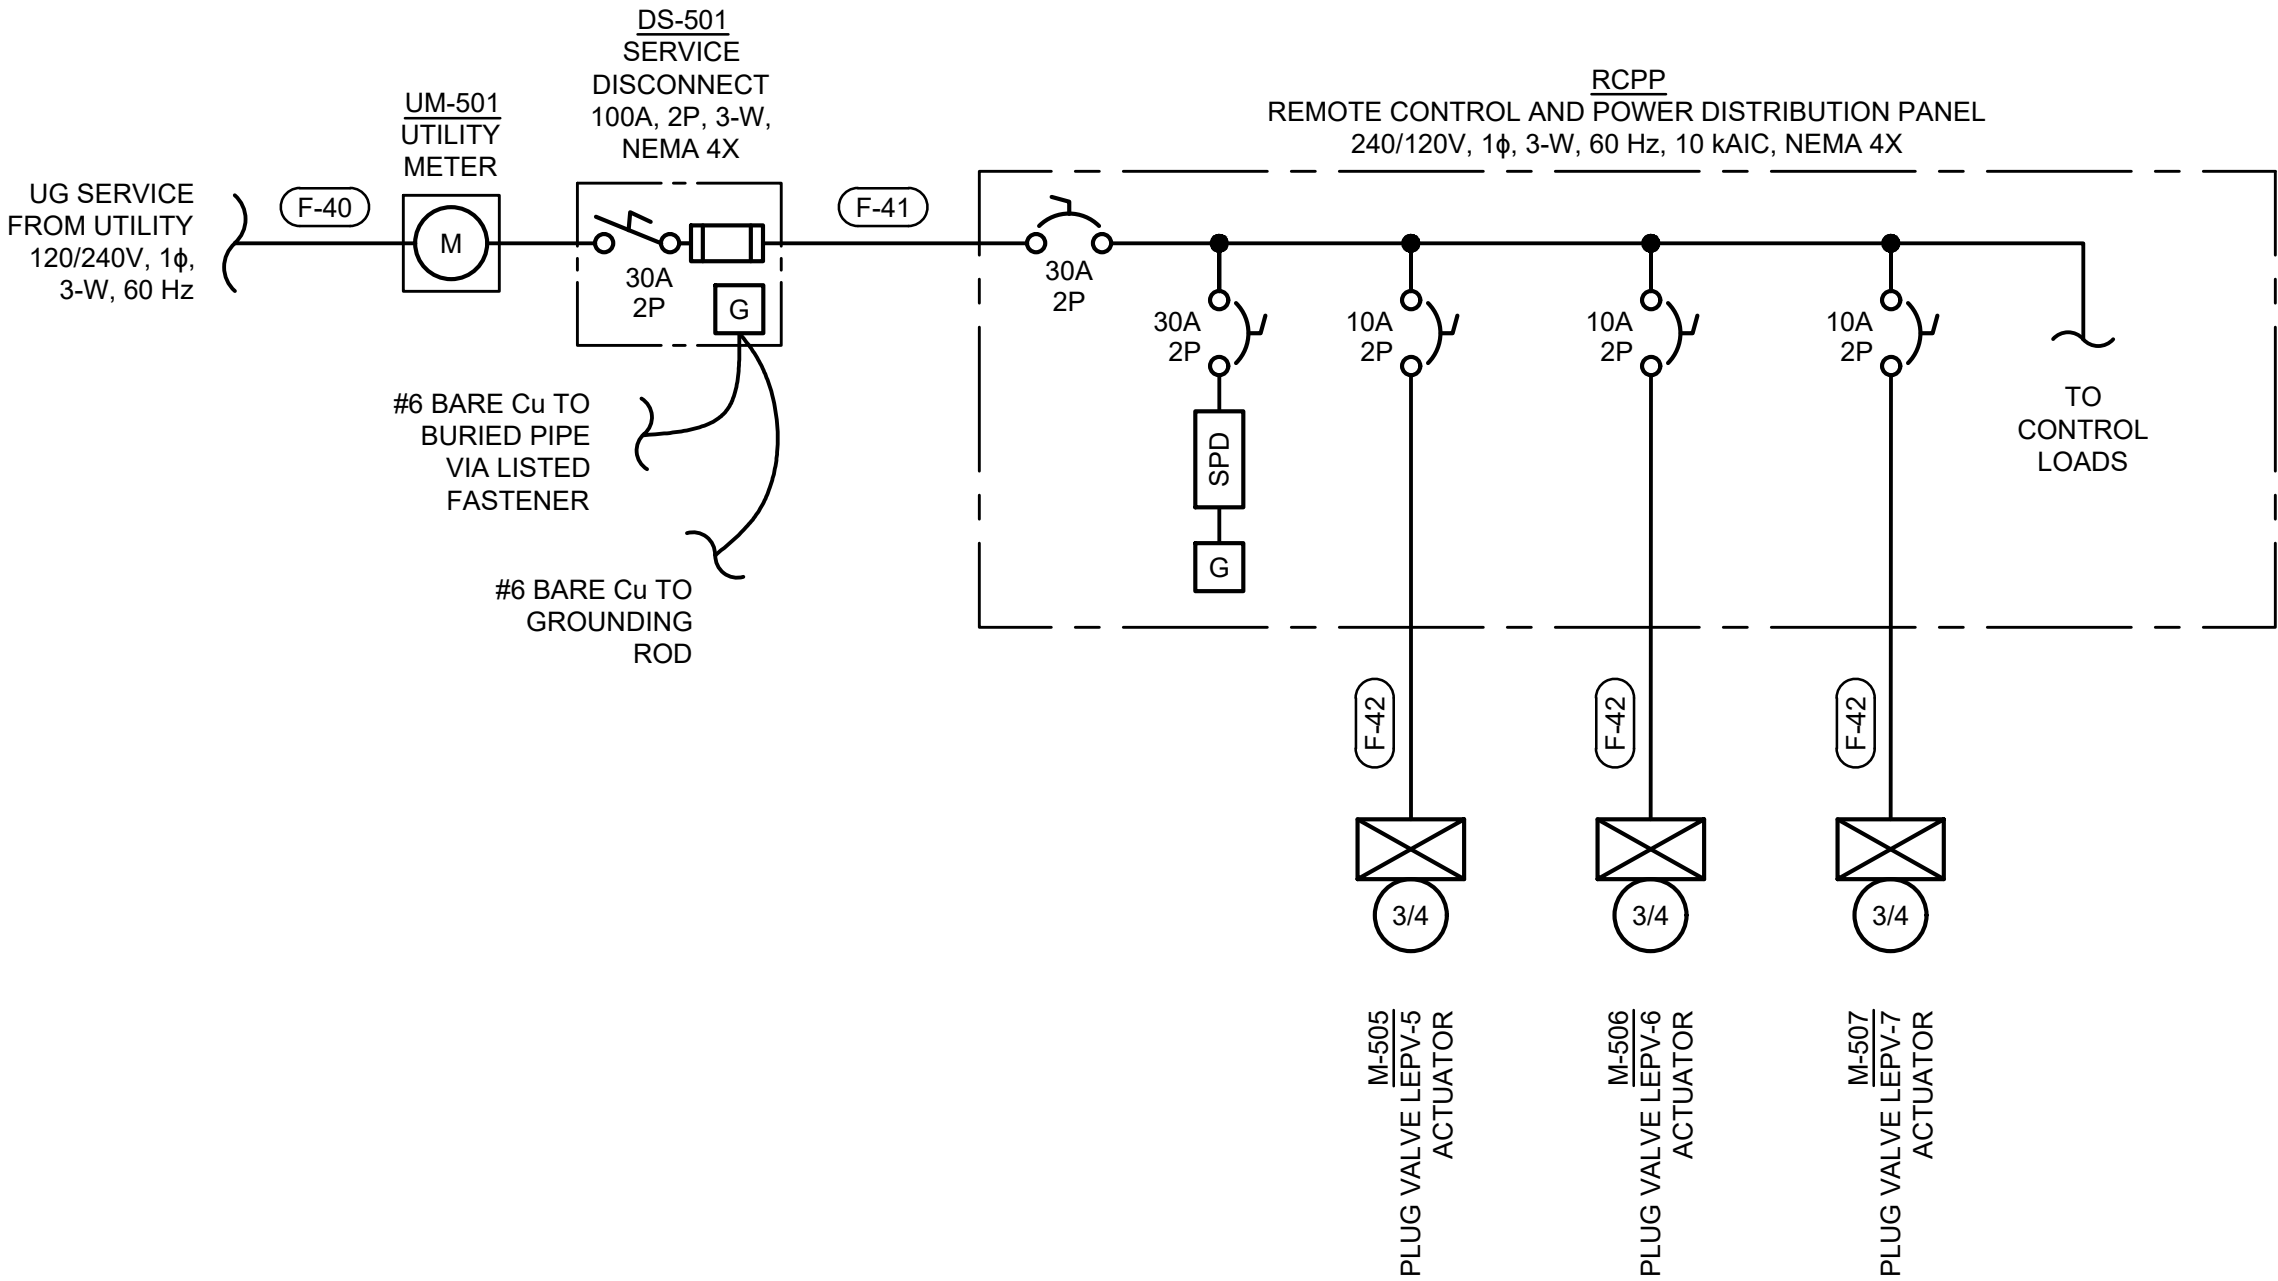 DS-501
SERVICE
DISCONNECT
100A, 2P, 3-W,
NEMA 4X
UM-501
UTILITY
METER
RCPP
REMOTE CONTROL AND POWER DISTRIBUTION PANEL
240/120V, 1ϕ, 3-W, 60 Hz, 10 kAIC, NEMA 4X
UG SERVICE
FROM UTILITY
120/240V, 1ϕ,
3-W, 60 Hz
F-40
M
30A
2P
G
F-41
30A
2P
30A
2P
SPD
G
10A
2P
10A
2P
10A
2P
TO
CONTROL
LOADS
#6 BARE Cu TO
BURIED PIPE
VIA LISTED
FASTENER
#6 BARE Cu TO
GROUNDING
ROD
F-42
F-42
F-42
3/4
3/4
3/4
M-505
PLUG VALVE LEPV-5
ACTUATOR
M-506
PLUG VALVE LEPV-6
ACTUATOR
M-507
PLUG VALVE LEPV-7
ACTUATOR